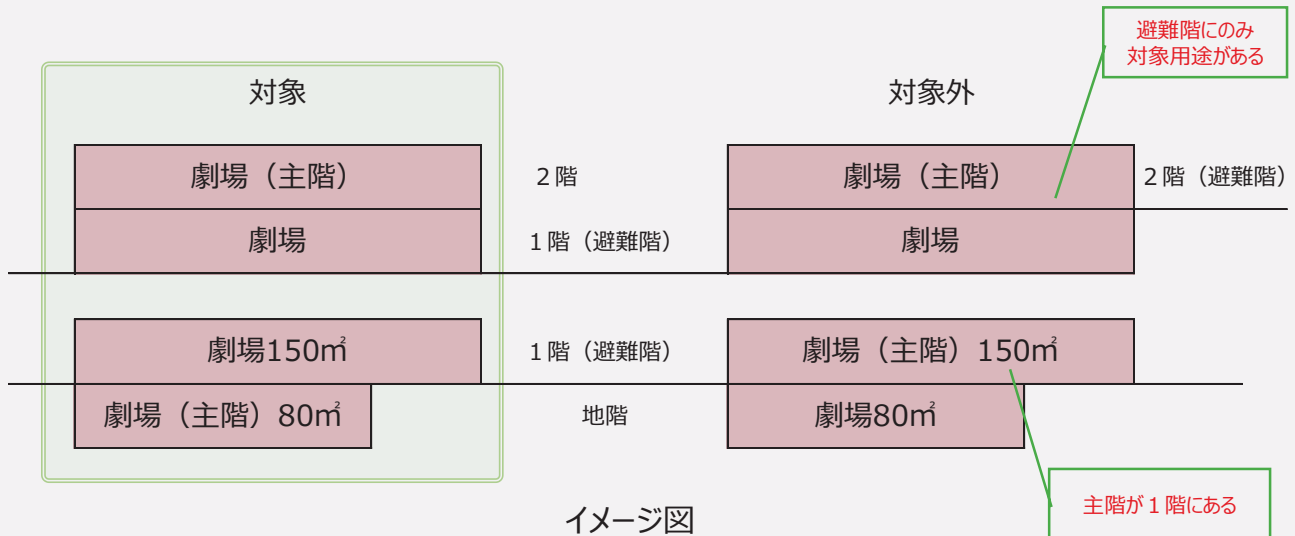 避難階にのみ
対象用途がある
対象
対象外
劇場（主階）
2階
劇場（主階）
2階（避難階）
劇場
1階（避難階）
劇場
劇場150㎡
1階（避難階）
劇場（主階）150㎡
劇場（主階）80㎡
地階
劇場80㎡
主階が1階にある
イメージ図